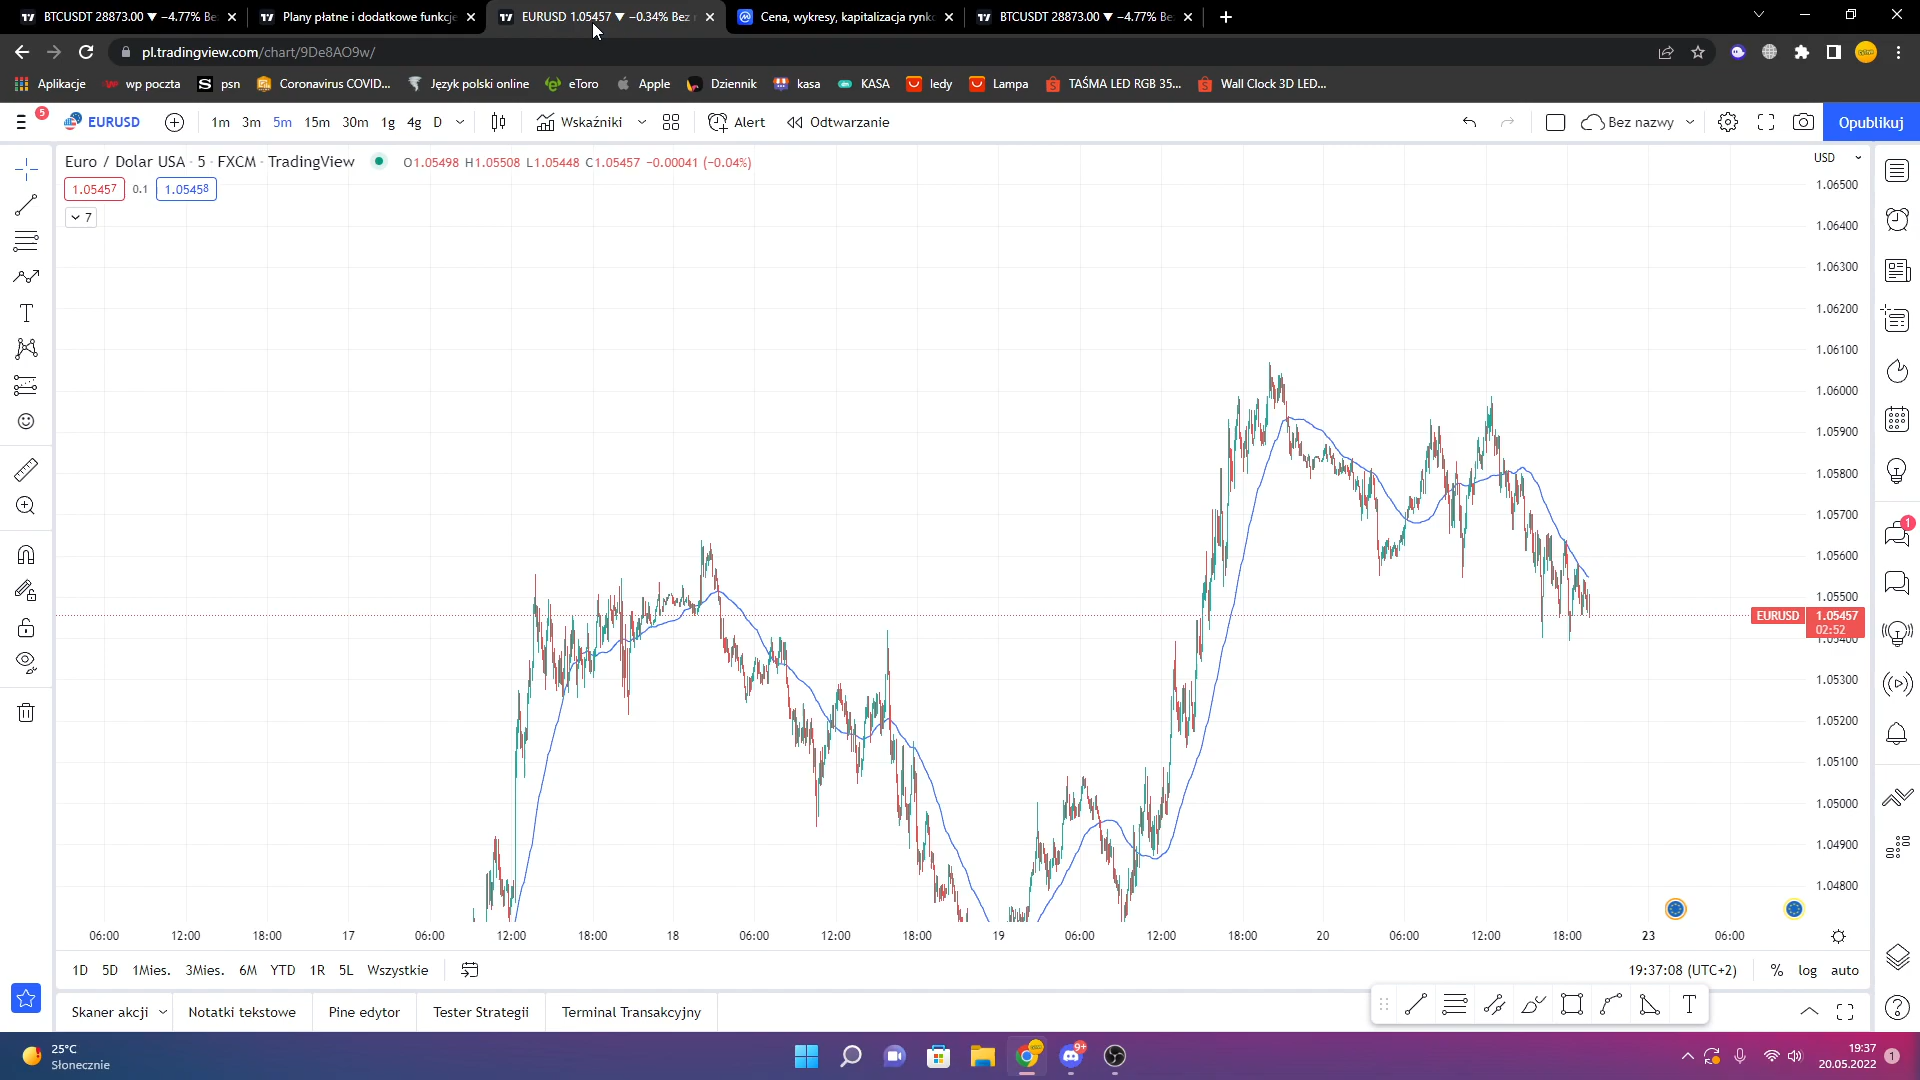 BTCUSDT 28873.00 ▼ −4.77% Be
Plany płatne i dodatkowe funkcje
EURUSD 1.05457 ▼ −0.34% Bez n
Cena, wykresy, kapitalizacja rynko
BTCUSDT 28873.00 ▼ −4.77% Be
pl.tradingview.com/chart/9De8AO9w/
Aplikacje wp poczta psn Coronavirus COVID... Język polski online eToro Apple Dziennik kasa KASA ledy Lampa TAŚMA LED RGB 35... Wall Clock 3D LED...
5 EURUSD 1m 3m 5m 15m 30m 1g 4g D Wskaźniki Alert Odtwarzanie Bez nazwy Opublikuj
Euro / Dolar USA · 5 · FXCM · TradingView O1.05498 H1.05508 L1.05448 C1.05457 −0.00041 (−0.04%)
USD
1.05457 0.1 1.05458
7
1.06500
1.06400
1.06300
1.06200
1.06100
1.06000
1.05900
1.05800
1.05700
1.05600
1.05500
EURUSD 1.05457
02:52
1.05400
1.05300
1.05200
1.05100
1.05000
1.04900
1.04800
1
06:00 12:00 18:00 17 06:00 12:00 18:00 18 06:00 12:00 18:00 19 06:00 12:00 18:00 20 06:00 12:00 18:00 23 06:00
1D 5D 1Mies. 3Mies. 6M YTD 1R 5L Wszystkie 19:37:08 (UTC+2) % log auto
Skaner akcji Notatki tekstowe Pine edytor Tester Strategii Terminal Transakcyjny
25°C
Słonecznie
9+
19:37
20.05.2022
1